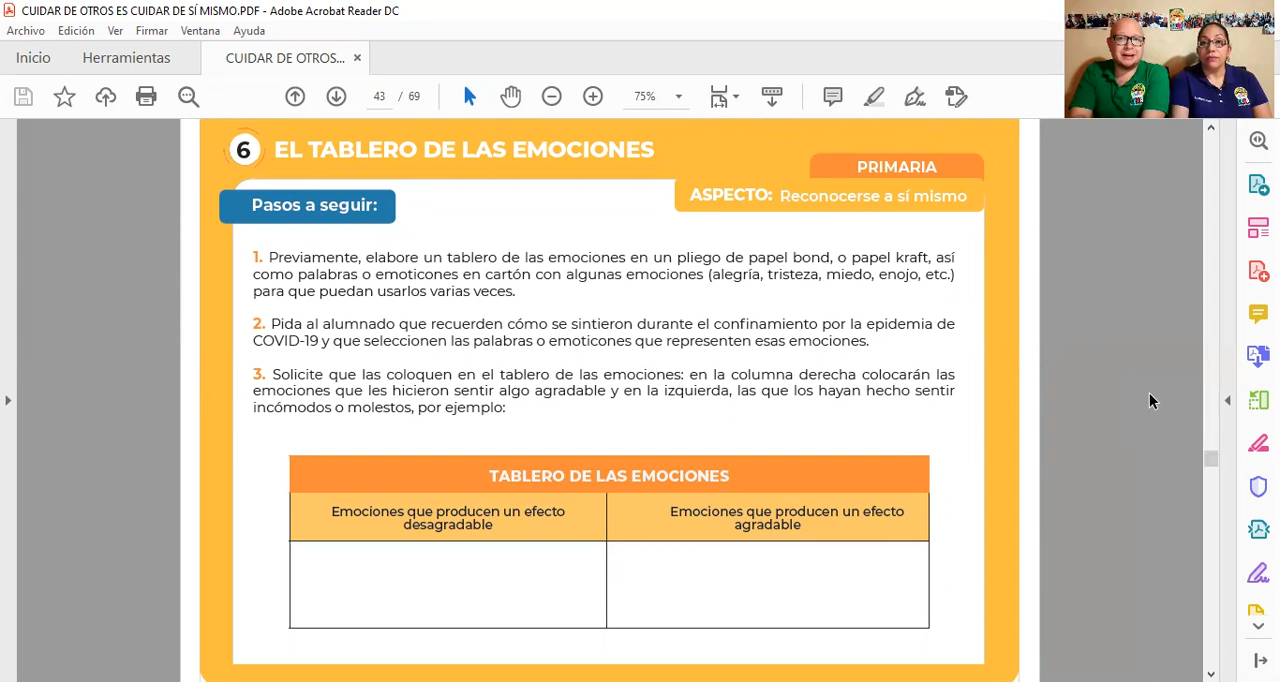 CUIDAR DE OTROS ES CUIDAR DE SÍ MISMO.PDF - Adobe Acrobat Reader DC
Archivo Edición Ver Firmar Ventana Ayuda
Inicio Herramientas CUIDAR DE OTROS... ×
43 / 69 75%
6 EL TABLERO DE LAS EMOCIONES
PRIMARIA
ASPECTO: Reconocerse a sí mismo
Pasos a seguir:
1. Previamente, elabore un tablero de las emociones en un pliego de papel bond, o papel kraft, así
como palabras o emoticones en cartón con algunas emociones (alegría, tristeza, miedo, enojo, etc.)
para que puedan usarlos varias veces.
2. Pida al alumnado que recuerden cómo se sintieron durante el confinamiento por la epidemia de
COVID-19 y que seleccionen las palabras o emoticones que representen esas emociones.
3. Solicite que las coloquen en el tablero de las emociones: en la columna derecha colocarán las
emociones que les hicieron sentir algo agradable y en la izquierda, las que los hayan hecho sentir
incómodos o molestos, por ejemplo:
TABLERO DE LAS EMOCIONES
Emociones que producen un efecto
desagradable
Emociones que producen un efecto
agradable